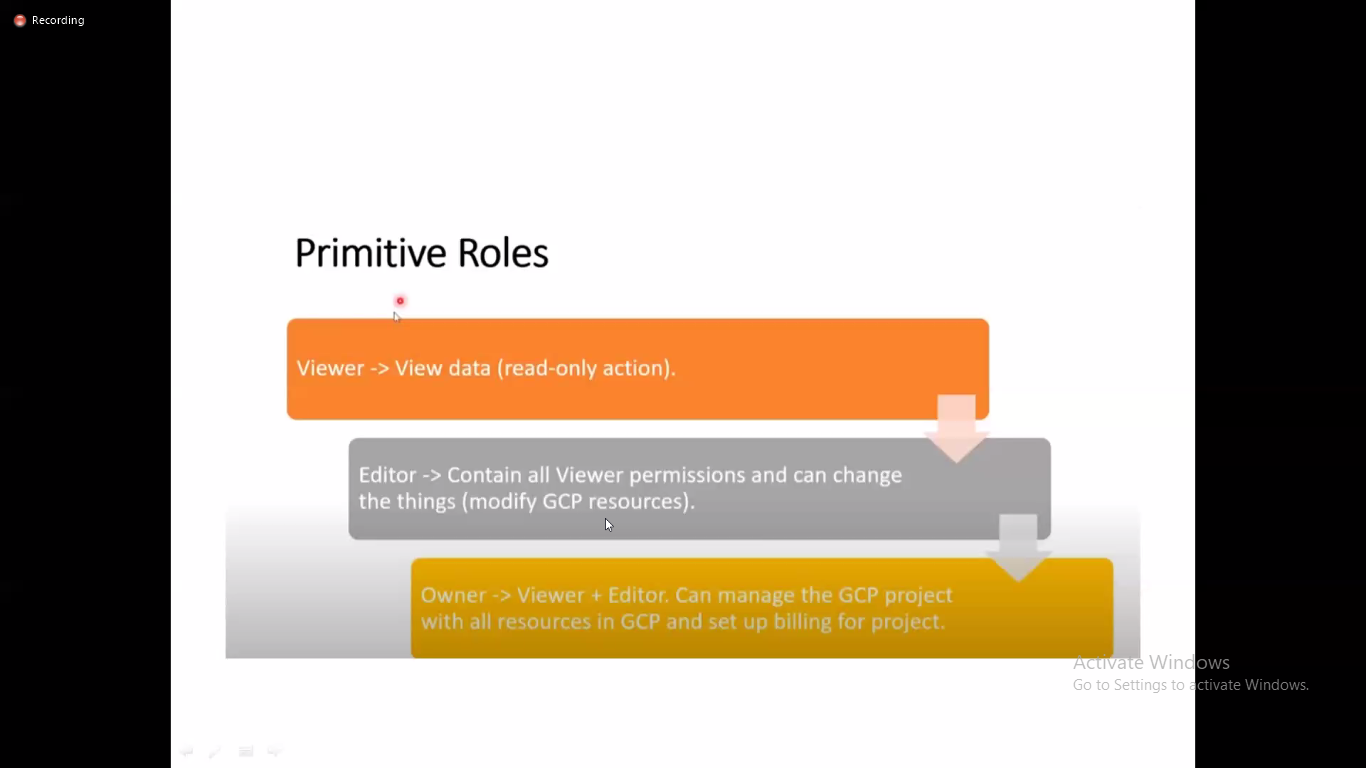 Recording
Primitive Roles
Viewer -> View data (read-only action).
Editor -> Contain all Viewer permissions and can change
the things (modify GCP resources).
Owner -> Viewer + Editor. Can manage the GCP project
with all resources in GCP and set up billing for project.
Activate Windows
Go to Settings to activate Windows.